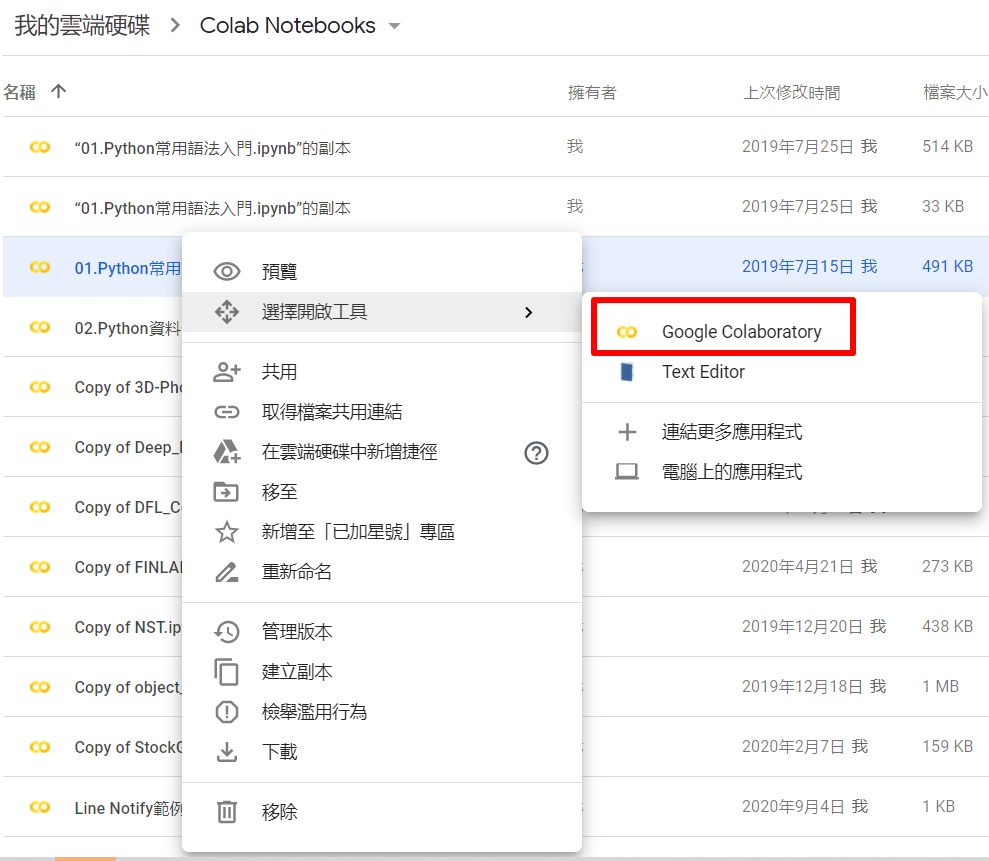 我的雲端硬碟 > Colab Notebooks
名稱 擁有者 上次修改時間 檔案大小
“01.Python常用語法入門.ipynb”的副本 我 2019年7月25日 我 514 KB
“01.Python常用語法入門.ipynb”的副本 我 2019年7月25日 我 33 KB
01.Python常用 2019年7月15日 我 491 KB
預覽
選擇開啟工具
Google Colaboratory
02.Python資料
共用
Text Editor
Copy of 3D-Pho
取得檔案共用連結
連結更多應用程式
Copy of Deep_
在雲端硬碟中新增捷徑
電腦上的應用程式
移至
Copy of DFL_C
新增至「已加星號」專區
Copy of FINLA 2020年4月21日 我 273 KB
重新命名
Copy of NST.ip 2019年12月20日 我 438 KB
管理版本
建立副本
Copy of object_ 2019年12月18日 我 1 MB
檢舉濫用行為
Copy of Stock 2020年2月7日 我 159 KB
下載
Line Notify範例 2020年9月4日 我 1 KB
移除